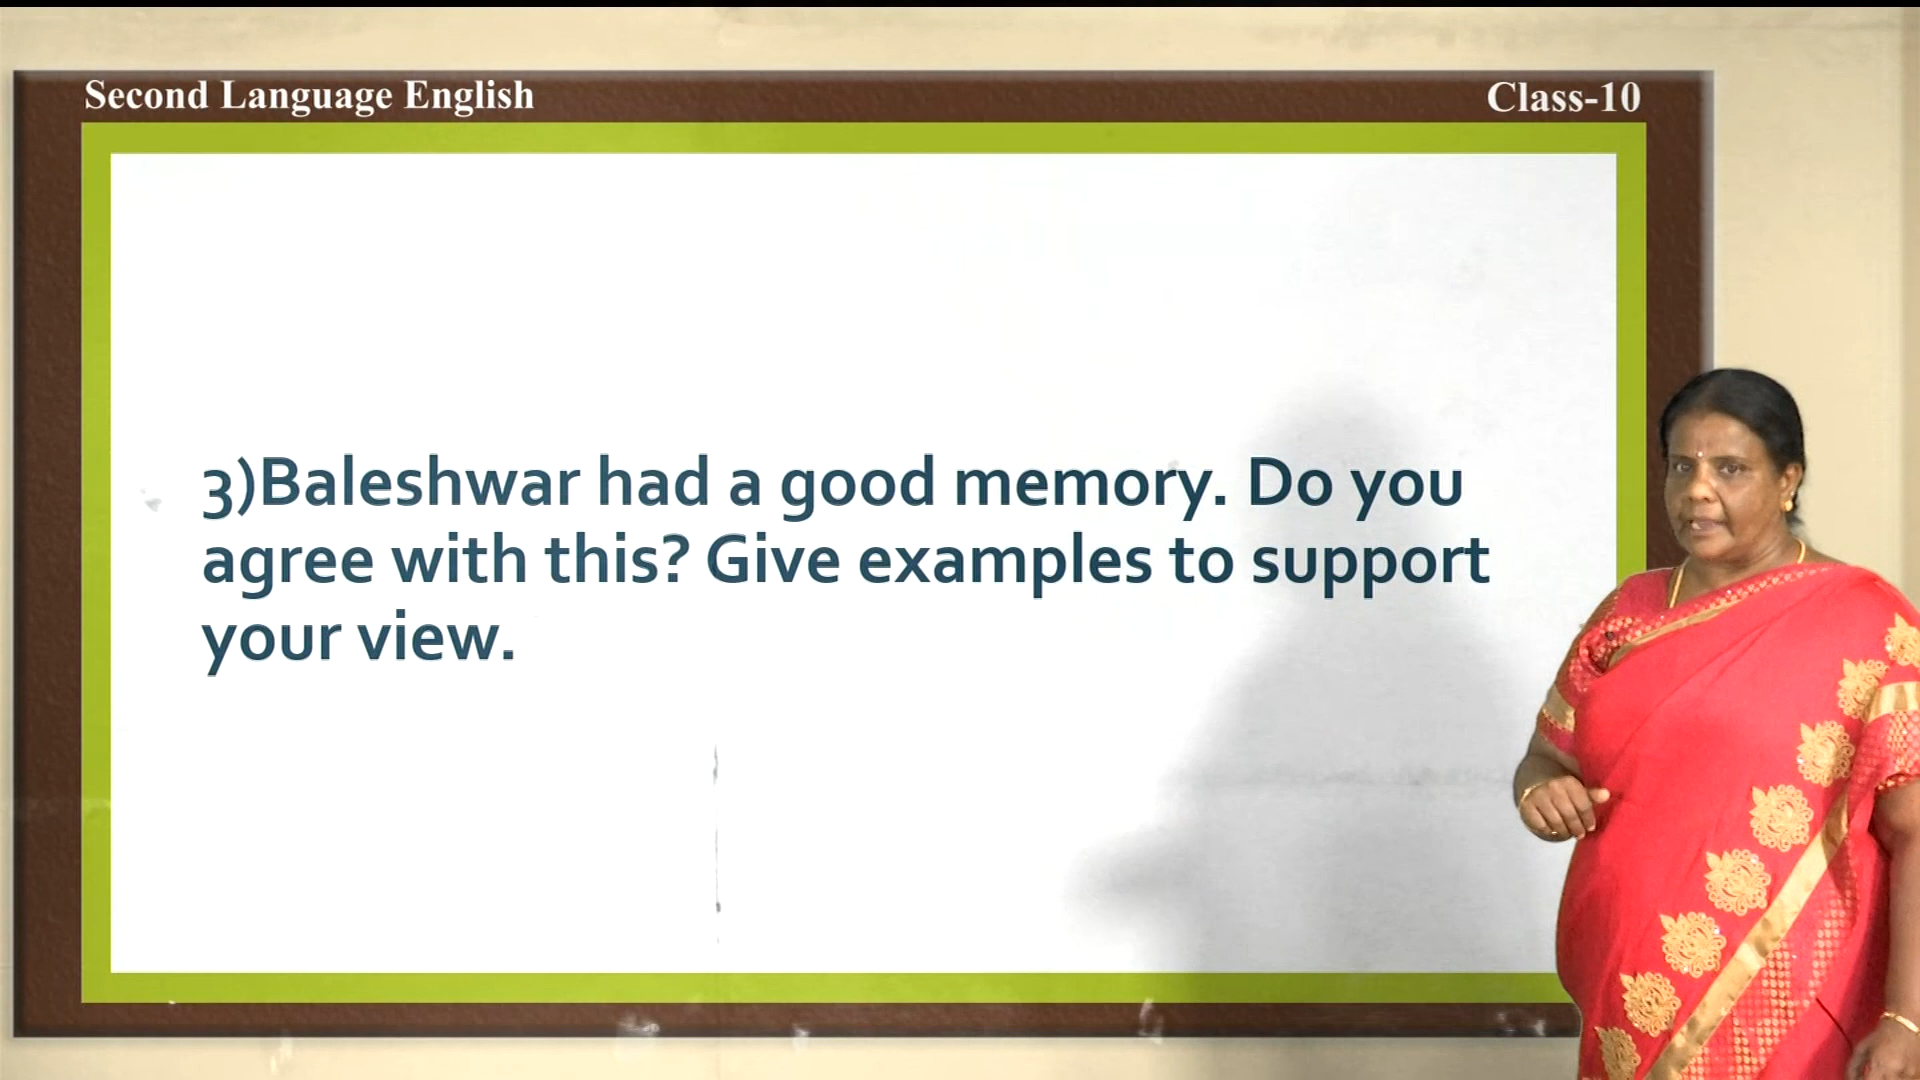 Second Language English
Class-10
3)Baleshwar had a good memory. Do you
agree with this? Give examples to support
your view.